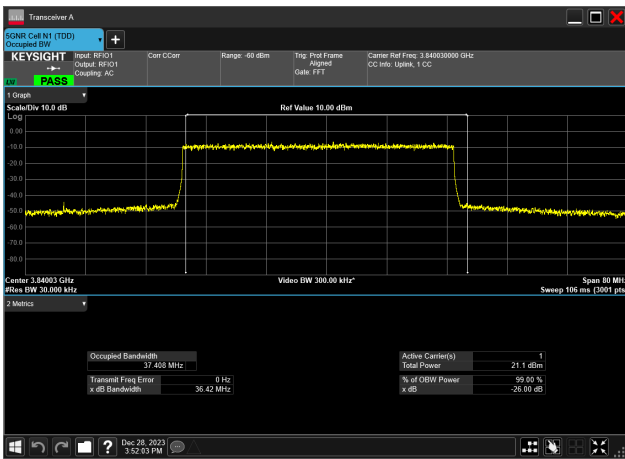 Transceiver A
5GNR Cell N1 (TDD)
Occupied BW
KEYSIGHT Input: RFIO1 Corr CCorr Range: -60 dBm Trig: Prot Frame Carrier Ref Freq: 3.840030000 GHz
Output: RFIO1 Aligned CC Info: Uplink, 1 CC
PASS Coupling: AC Gate: FFT
1 Graph
Scale/Div 10.0 dB Ref Value 10.00 dBm
Log
0.00
-10.0
-20.0
-30.0
-40.0
-50.0
-60.0
-70.0
-80.0
Center 3.84003 GHz Video BW 300.00 kHz* Span 80 MHz
#Res BW 30.000 kHz Sweep 106 ms (3001 pts)
2 Metrics
Occupied Bandwidth Active Carrier(s) 1
37.408 MHz Total Power 21.1 dBm
Transmit Freq Error 0 Hz % of OBW Power 99.00 %
x dB Bandwidth 36.42 MHz x dB -26.00 dB
? Dec 28, 2023
3:52:03 PM